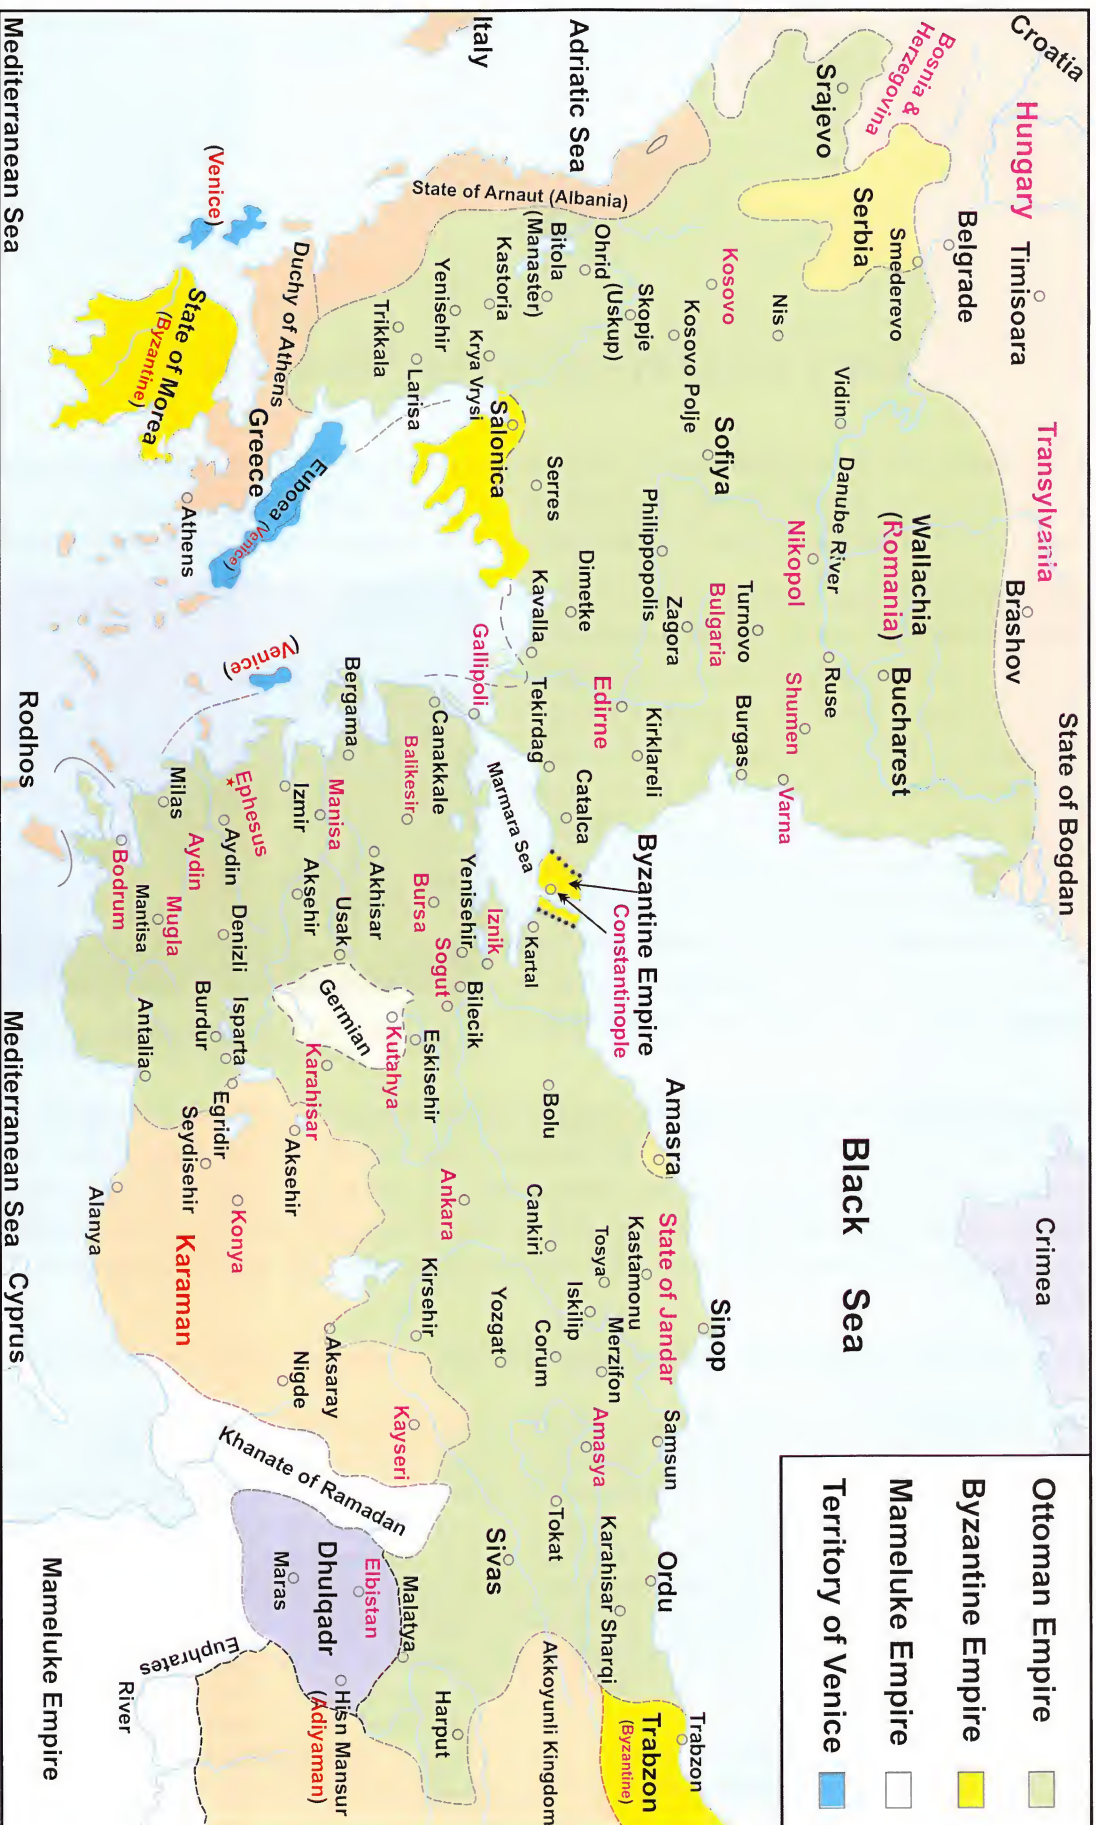 Croatia
Hungary
Timisoara
Transylvania
Brashov
State of Bogdan
Crimea
Bosnia &
Herzegovina
Belgrade
Smederevo
Serbia
Srajevo
Wallachia
(Romania)
Bucharest
Vidin
Danube River
Nikopol
Ruse
Shumen
Varna
Nis
Kosovo
Kosovo Polje
Sofiya
Turnovo
Bulgaria
Burgas
Zagora
Philippopolis
Skopje
(Uskup)
Ohrid
Adriatic Sea
Italy
State of Arnaut (Albania)
Bitola
(Manaster)
Kastoria
Yenisehir
Krya Vrysi
Trikkala
Larisa
Salonica
Serres
Dimetke
Kavalla
Edirne
Kirklareli
Tekirdag
Catalca
Gallipoli
Marmara Sea
Byzantine Empire
Constantinople
Kartal
Black Sea
Duchy of Athens
Greece
Athens
Euboea (Venice)
(Venice)
State of Morea
(Byzantine)
Mediterranean Sea
(Venice)
Rodhos
Canakkale
Balikesir
Bergama
Manisa
Izmir
Ephesus
Aydin
Aydin
Milas
Bodrum
Mugla
Mantisa
Denizli
Aksehir
Usak
Akhisar
Bursa
Yenisehir
Iznik
Sogut
Bilecik
Eskisehir
Kutahya
Germian
Karahisar
Isparta
Burdur
Antalia
Egridir
Seydisehir
Aksehir
Konya
Karaman
Alanya
Mediterranean Sea
Cyprus
Bolu
Amasra
Ankara
Cankiri
Kastamonu
State of Jandar
Tosya
Iskilip
Sinop
Merzifon
Corum
Yozgat
Kirsehir
Aksaray
Nigde
Kayseri
Amasya
Samsun
Tokat
Sivas
Ordu
Karahisar Sharqi
Khanate of Ramadan
Dhulqadr
Elbistan
Maras
Malatya
Hisn Mansur
(Adiyaman)
Harput
Akkoyunli Kingdom
Trabzon
Trabzon
(Byzantine)
Euphrates
River
Mameluke Empire
Ottoman Empire
Byzantine Empire
Mameluke Empire
Territory of Venice